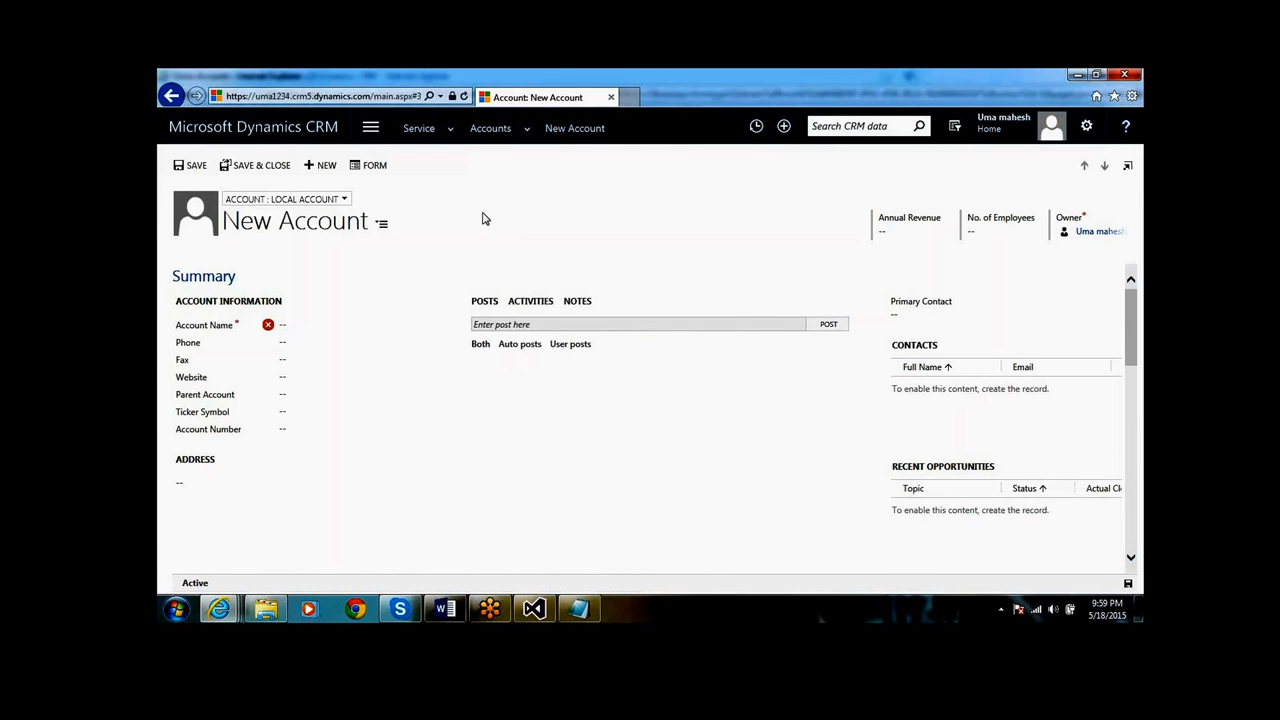 https://uma1234.crm5.dynamics.com/main.aspx#3
Account: New Account
Microsoft Dynamics CRM
Service
Accounts
New Account
Search CRM data
Uma mahesh
Home
?
SAVE
SAVE & CLOSE
+ NEW
FORM
ACCOUNT : LOCAL ACCOUNT
New Account
Annual Revenue
--
No. of Employees
--
Owner*
Uma mahesh
Summary
ACCOUNT INFORMATION
Account Name* --
Phone --
Fax --
Website --
Parent Account --
Ticker Symbol --
Account Number --
ADDRESS
--
POSTS ACTIVITIES NOTES
Enter post here
POST
Both Auto posts User posts
Primary Contact
--
CONTACTS
Full Name ↑ Email
To enable this content, create the record.
RECENT OPPORTUNITIES
Topic Status ↑ Actual Cl
To enable this content, create the record.
Active
9:59 PM
5/18/2015